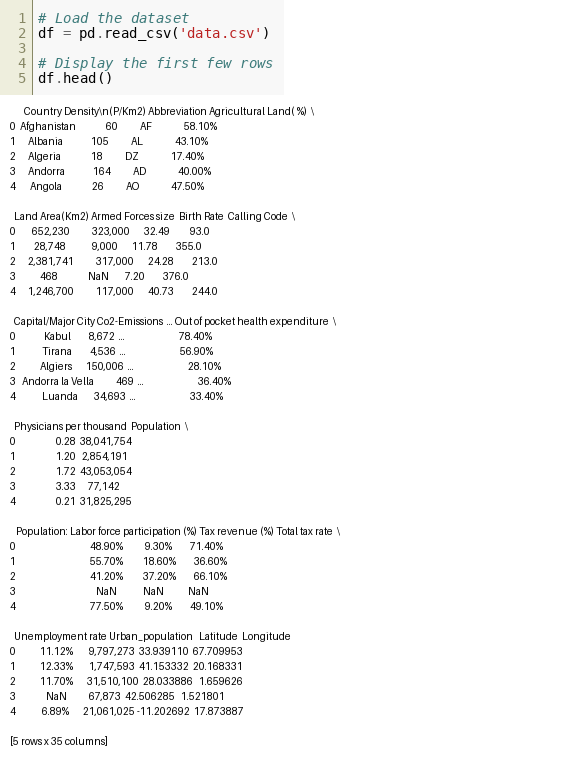 1 # Load the dataset
2 df = pd.read_csv('data.csv')
3
4 # Display the first few rows
5 df.head()
Country Density\n(P/Km2) Abbreviation Agricultural Land( %) \
0 Afghanistan 60 AF 58.10%
1 Albania 105 AL 43.10%
2 Algeria 18 DZ 17.40%
3 Andorra 164 AD 40.00%
4 Angola 26 AO 47.50%
Land Area(Km2) Armed Forces size Birth Rate Calling Code \
0 652,230 323,000 32.49 93.0
1 28,748 9,000 11.78 355.0
2 2,381,741 317,000 24.28 213.0
3 468 NaN 7.20 376.0
4 1,246,700 117,000 40.73 244.0
Capital/Major City Co2-Emissions ... Out of pocket health expenditure \
0 Kabul 8,672 ... 78.40%
1 Tirana 4,536 ... 56.90%
2 Algiers 150,006 ... 28.10%
3 Andorra la Vella 469 ... 36.40%
4 Luanda 34,693 ... 33.40%
Physicians per thousand Population \
0 0.28 38,041,754
1 1.20 2,854,191
2 1.72 43,053,054
3 3.33 77,142
4 0.21 31,825,295
Population: Labor force participation (%) Tax revenue (%) Total tax rate \
0 48.90% 9.30% 71.40%
1 55.70% 18.60% 36.60%
2 41.20% 37.20% 66.10%
3 NaN NaN NaN
4 77.50% 9.20% 49.10%
Unemployment rate Urban_population Latitude Longitude
0 11.12% 9,797,273 33.939110 67.709953
1 12.33% 1,747,593 41.153332 20.168331
2 11.70% 31,510,100 28.033886 1.659626
3 NaN 67,873 42.506285 1.521801
4 6.89% 21,061,025 -11.202692 17.873887
[5 rows x 35 columns]